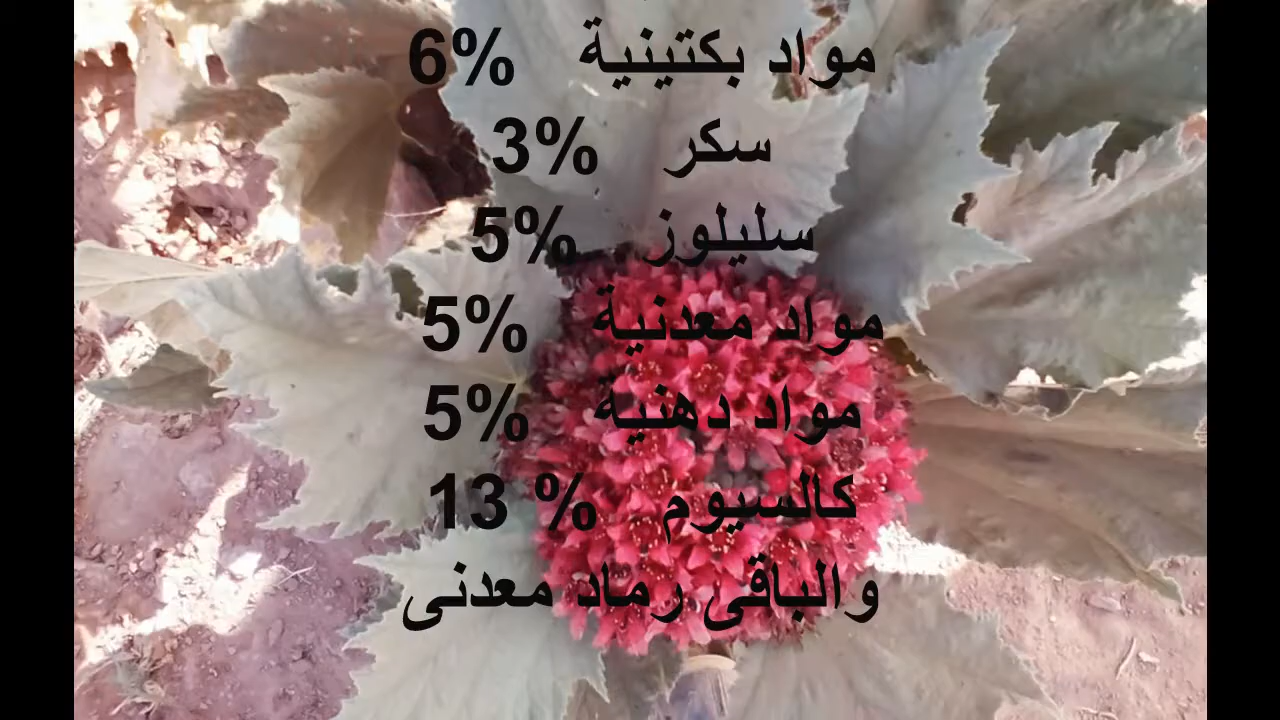 مواد بكتينية 6%
سكر 3%
سليلوز 5%
مواد معدنية 5%
مواد دهنية 5%
كالسيوم 13 %
والباقى رماد معدنى